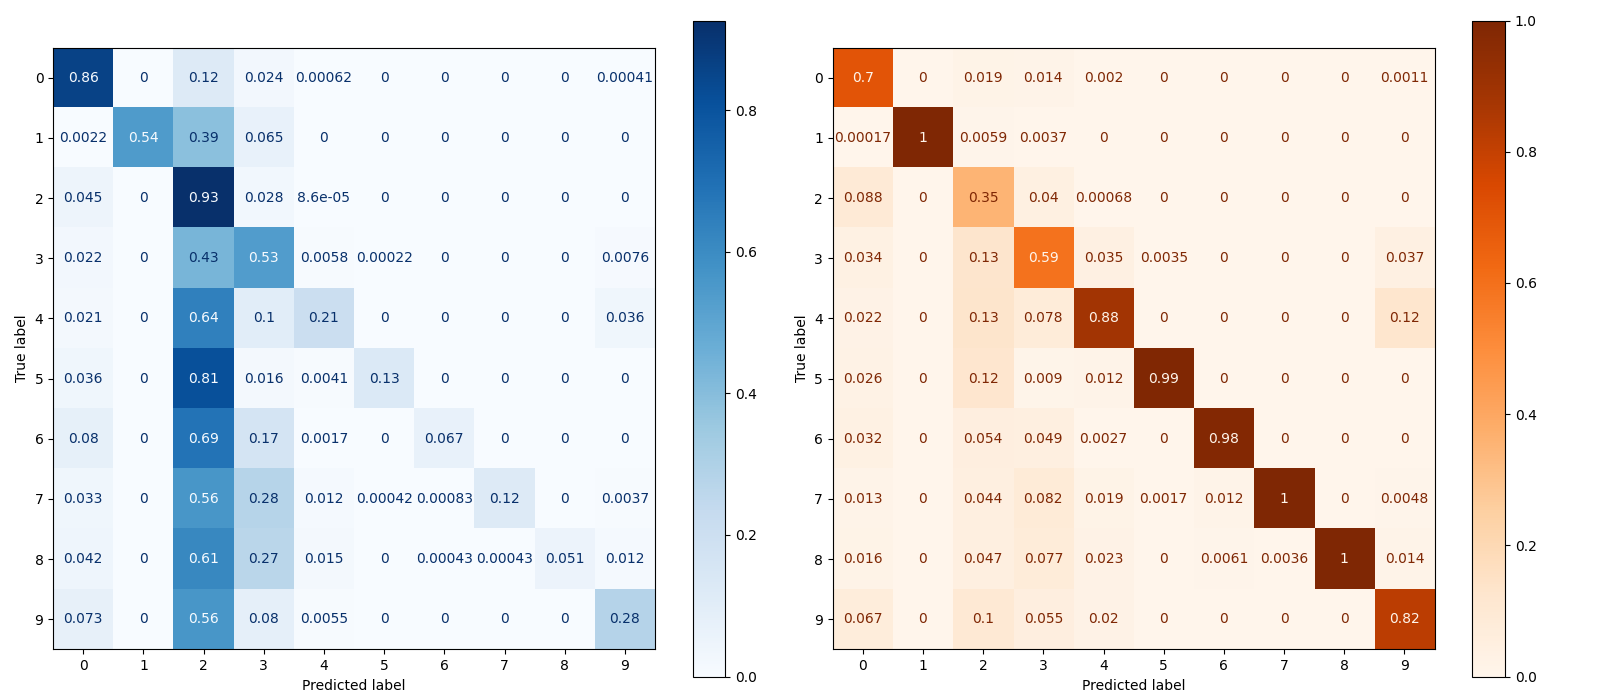 0 0.86 0 0.12 0.024 0.00062 0 0 0 0 0.00041
1 0.0022 0.54 0.39 0.065 0 0 0 0 0 0
2 0.045 0 0.93 0.028 8.6e-05 0 0 0 0 0
3 0.022 0 0.43 0.53 0.0058 0.00022 0 0 0 0.0076
4 0.021 0 0.64 0.1 0.21 0 0 0 0 0.036
5 0.036 0 0.81 0.016 0.0041 0.13 0 0 0 0
6 0.08 0 0.69 0.17 0.0017 0 0.067 0 0 0
7 0.033 0 0.56 0.28 0.012 0.00042 0.00083 0.12 0 0.0037
8 0.042 0 0.61 0.27 0.015 0 0.00043 0.00043 0.051 0.012
9 0.073 0 0.56 0.08 0.0055 0 0 0 0 0.28
0 1 2 3 4 5 6 7 8 9
Predicted label
True label
0.8
0.6
0.4
0.2
0.0
0 0.7 0 0.019 0.014 0.002 0 0 0 0 0.0011
1 0.00017 1 0.0059 0.0037 0 0 0 0 0 0
2 0.088 0 0.35 0.04 0.00068 0 0 0 0 0
3 0.034 0 0.13 0.59 0.035 0.0035 0 0 0 0.037
4 0.022 0 0.13 0.078 0.88 0 0 0 0 0.12
5 0.026 0 0.12 0.009 0.012 0.99 0 0 0 0
6 0.032 0 0.054 0.049 0.0027 0 0.98 0 0 0
7 0.013 0 0.044 0.082 0.019 0.0017 0.012 1 0 0.0048
8 0.016 0 0.047 0.077 0.023 0 0.0061 0.0036 1 0.014
9 0.067 0 0.1 0.055 0.02 0 0 0 0 0.82
0 1 2 3 4 5 6 7 8 9
Predicted label
True label
1.0
0.8
0.6
0.4
0.2
0.0